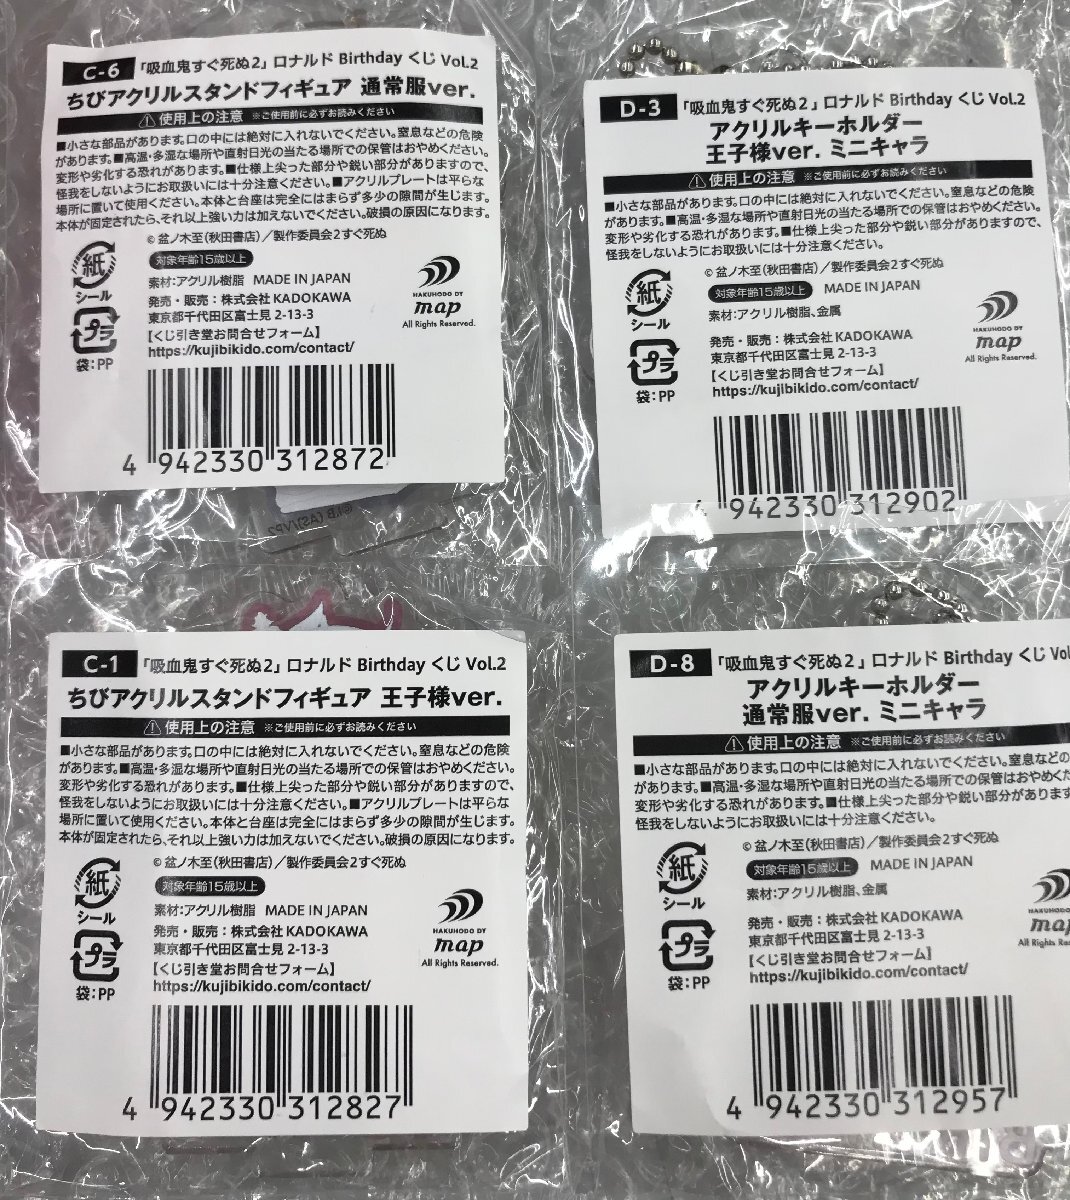 C-6 「吸血鬼すぐ死ぬ2」ロナルド Birthday くじ Vol.2
ちびアクリルスタンドフィギュア 通常服ver.
⚠使用上の注意 ※ご使用前に必ずお読みください
■小さな部品があります。口の中には絶対に入れないでください。窒息などの危険
があります。■高温・多湿な場所や直射日光の当たる場所での保管はおやめください。
変形や劣化する恐れがあります。■仕様上尖った部分や鋭い部分がありますので、
怪我をしないようにお取扱いには十分注意ください。■アクリルプレートは平らな
場所に置いて使用ください。本体と台座は完全にはまらず多少の隙間が生じます。
本体が固定されたら、それ以上強い力は加えないでください。破損の原因になります。
© 盆ノ木至(秋田書店)／製作委員会2すぐ死ぬ
対象年齢15歳以上
素材:アクリル樹脂 MADE IN JAPAN
発売・販売:株式会社 KADOKAWA
東京都千代田区富士見 2-13-3
【くじ引き堂お問合せフォーム】
https://kujibikido.com/contact/
紙
シール
プラ
袋:PP
HAKUHODO DY
map
All Rights Reserved.
4 942330 312872
©I.B (AS)/VP2
D-3 「吸血鬼すぐ死ぬ2」ロナルド Birthday くじ Vol.2
アクリルキーホルダー
王子様ver. ミニキャラ
⚠使用上の注意 ※ご使用前に必ずお読みください
■小さな部品があります。口の中には絶対に入れないでください。窒息などの危険
があります。■高温・多湿な場所や直射日光の当たる場所での保管はおやめください。
変形や劣化する恐れがあります。■仕様上尖った部分や鋭い部分がありますので、
怪我をしないようにお取扱いには十分注意ください。
© 盆ノ木至(秋田書店)／製作委員会2すぐ死ぬ
対象年齢15歳以上 MADE IN JAPAN
素材:アクリル樹脂、金属
発売・販売:株式会社 KADOKAWA
東京都千代田区富士見 2-13-3
【くじ引き堂お問合せフォーム】
https://kujibikido.com/contact/
紙
シール
プラ
袋:PP
HAKUHODO DY
map
All Rights Reserved.
4 942330 312902
C-1 「吸血鬼すぐ死ぬ2」ロナルド Birthday くじ Vol.2
ちびアクリルスタンドフィギュア 王子様ver.
⚠使用上の注意 ※ご使用前に必ずお読みください
■小さな部品があります。口の中には絶対に入れないでください。窒息などの危険
があります。■高温・多湿な場所や直射日光の当たる場所での保管はおやめください。
変形や劣化する恐れがあります。■仕様上尖った部分や鋭い部分がありますので、
怪我をしないようにお取扱いには十分注意ください。■アクリルプレートは平らな
場所に置いて使用ください。本体と台座は完全にはまらず多少の隙間が生じます。
本体が固定されたら、それ以上強い力は加えないでください。破損の原因になります。
© 盆ノ木至(秋田書店)／製作委員会2すぐ死ぬ
対象年齢15歳以上
素材:アクリル樹脂 MADE IN JAPAN
発売・販売:株式会社 KADOKAWA
東京都千代田区富士見 2-13-3
【くじ引き堂お問合せフォーム】
https://kujibikido.com/contact/
紙
シール
プラ
袋:PP
HAKUHODO DY
map
All Rights Reserved.
4 942330 312827
D-8 「吸血鬼すぐ死ぬ2」ロナルド Birthday くじ Vol
アクリルキーホルダー
通常服ver. ミニキャラ
⚠使用上の注意 ※ご使用前に必ずお読みください
■小さな部品があります。口の中には絶対に入れないでください。窒息などの
があります。■高温・多湿な場所や直射日光の当たる場所での保管はおやめくだ
変形や劣化する恐れがあります。■仕様上尖った部分や鋭い部分があります
怪我をしないようにお取扱いには十分注意ください。
© 盆ノ木至(秋田書店)／製作委員会2すぐ死ぬ
対象年齢15歳以上 MADE IN JAPAN
素材:アクリル樹脂、金属
発売・販売:株式会社 KADOKAWA
東京都千代田区富士見 2-13-3
【くじ引き堂お問合せフォーム】
https://kujibikido.com/contact/
紙
シール
プラ
袋:PP
HAKUHODO
map
All Rights Reser
4 942330 312957